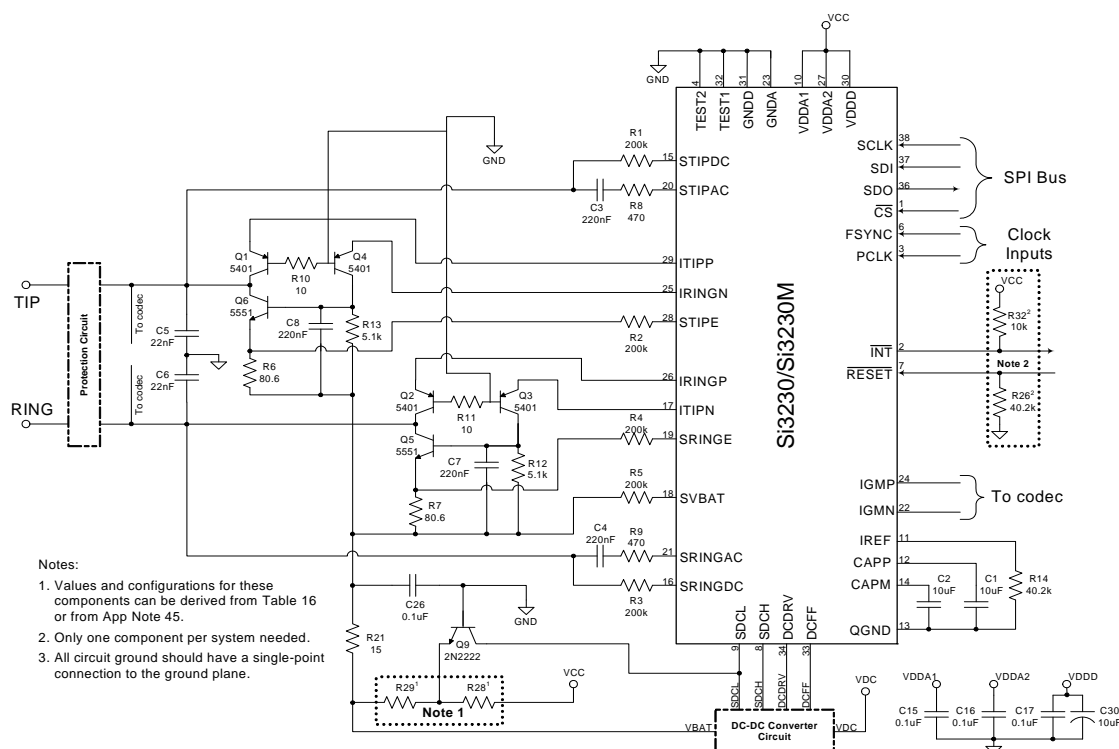 VCC
GND
4
32
31
23
10
27
30
TEST2
TEST1
GNDD
GNDA
VDDA1
VDDA2
VDDD
GND
R1
200k
15
STIPDC
20
STIPAC
C3
220nF
R8
470
SCLK
38
SDI
37
SDO
36
CS
1
SPI Bus
FSYNC
6
PCLK
3
Clock
Inputs
Q1
5401
R10
10
Q4
5401
29
ITIPP
25
IRINGN
28
STIPE
R2
200k
TIP
Protection Circuit
To codec
C5
22nF
Q6
5551
C8
220nF
R13
5.1k
R6
80.6
C6
22nF
To codec
RING
VCC
R32²
10k
INT
2
Note 2
RESET
7
R26²
40.2k
Si3230/Si3230M
26
IRINGP
17
ITIPN
19
SRINGE
R4
200k
Q2
5401
R11
10
Q3
5401
Q5
5551
C7
220nF
R12
5.1k
R7
80.6
R5
200k
18
SVBAT
C4
220nF
R9
470
21
SRINGAC
16
SRINGDC
R3
200k
IGMP
24
IGMN
22
To codec
IREF
11
CAPP
12
CAPM
14
QGND
13
C2
10uF
C1
10uF
R14
40.2k
Notes:
1. Values and configurations for these
components can be derived from Table 16
or from App Note 45.
2. Only one component per system needed.
3. All circuit ground should have a single-point
connection to the ground plane.
C26
0.1uF
GND
R21
15
Q9
2N2222
R29¹
R28¹
VCC
Note 1
SDCL
SDCH
DCDRV
DCFF
9
8
34
33
SDCL
SDCH
DCDRV
DCFF
VBAT
DC-DC Converter
Circuit
VDC
VDC
VDDA1
VDDA2
VDDD
C15
0.1uF
C16
0.1uF
C17
0.1uF
C30
10uF